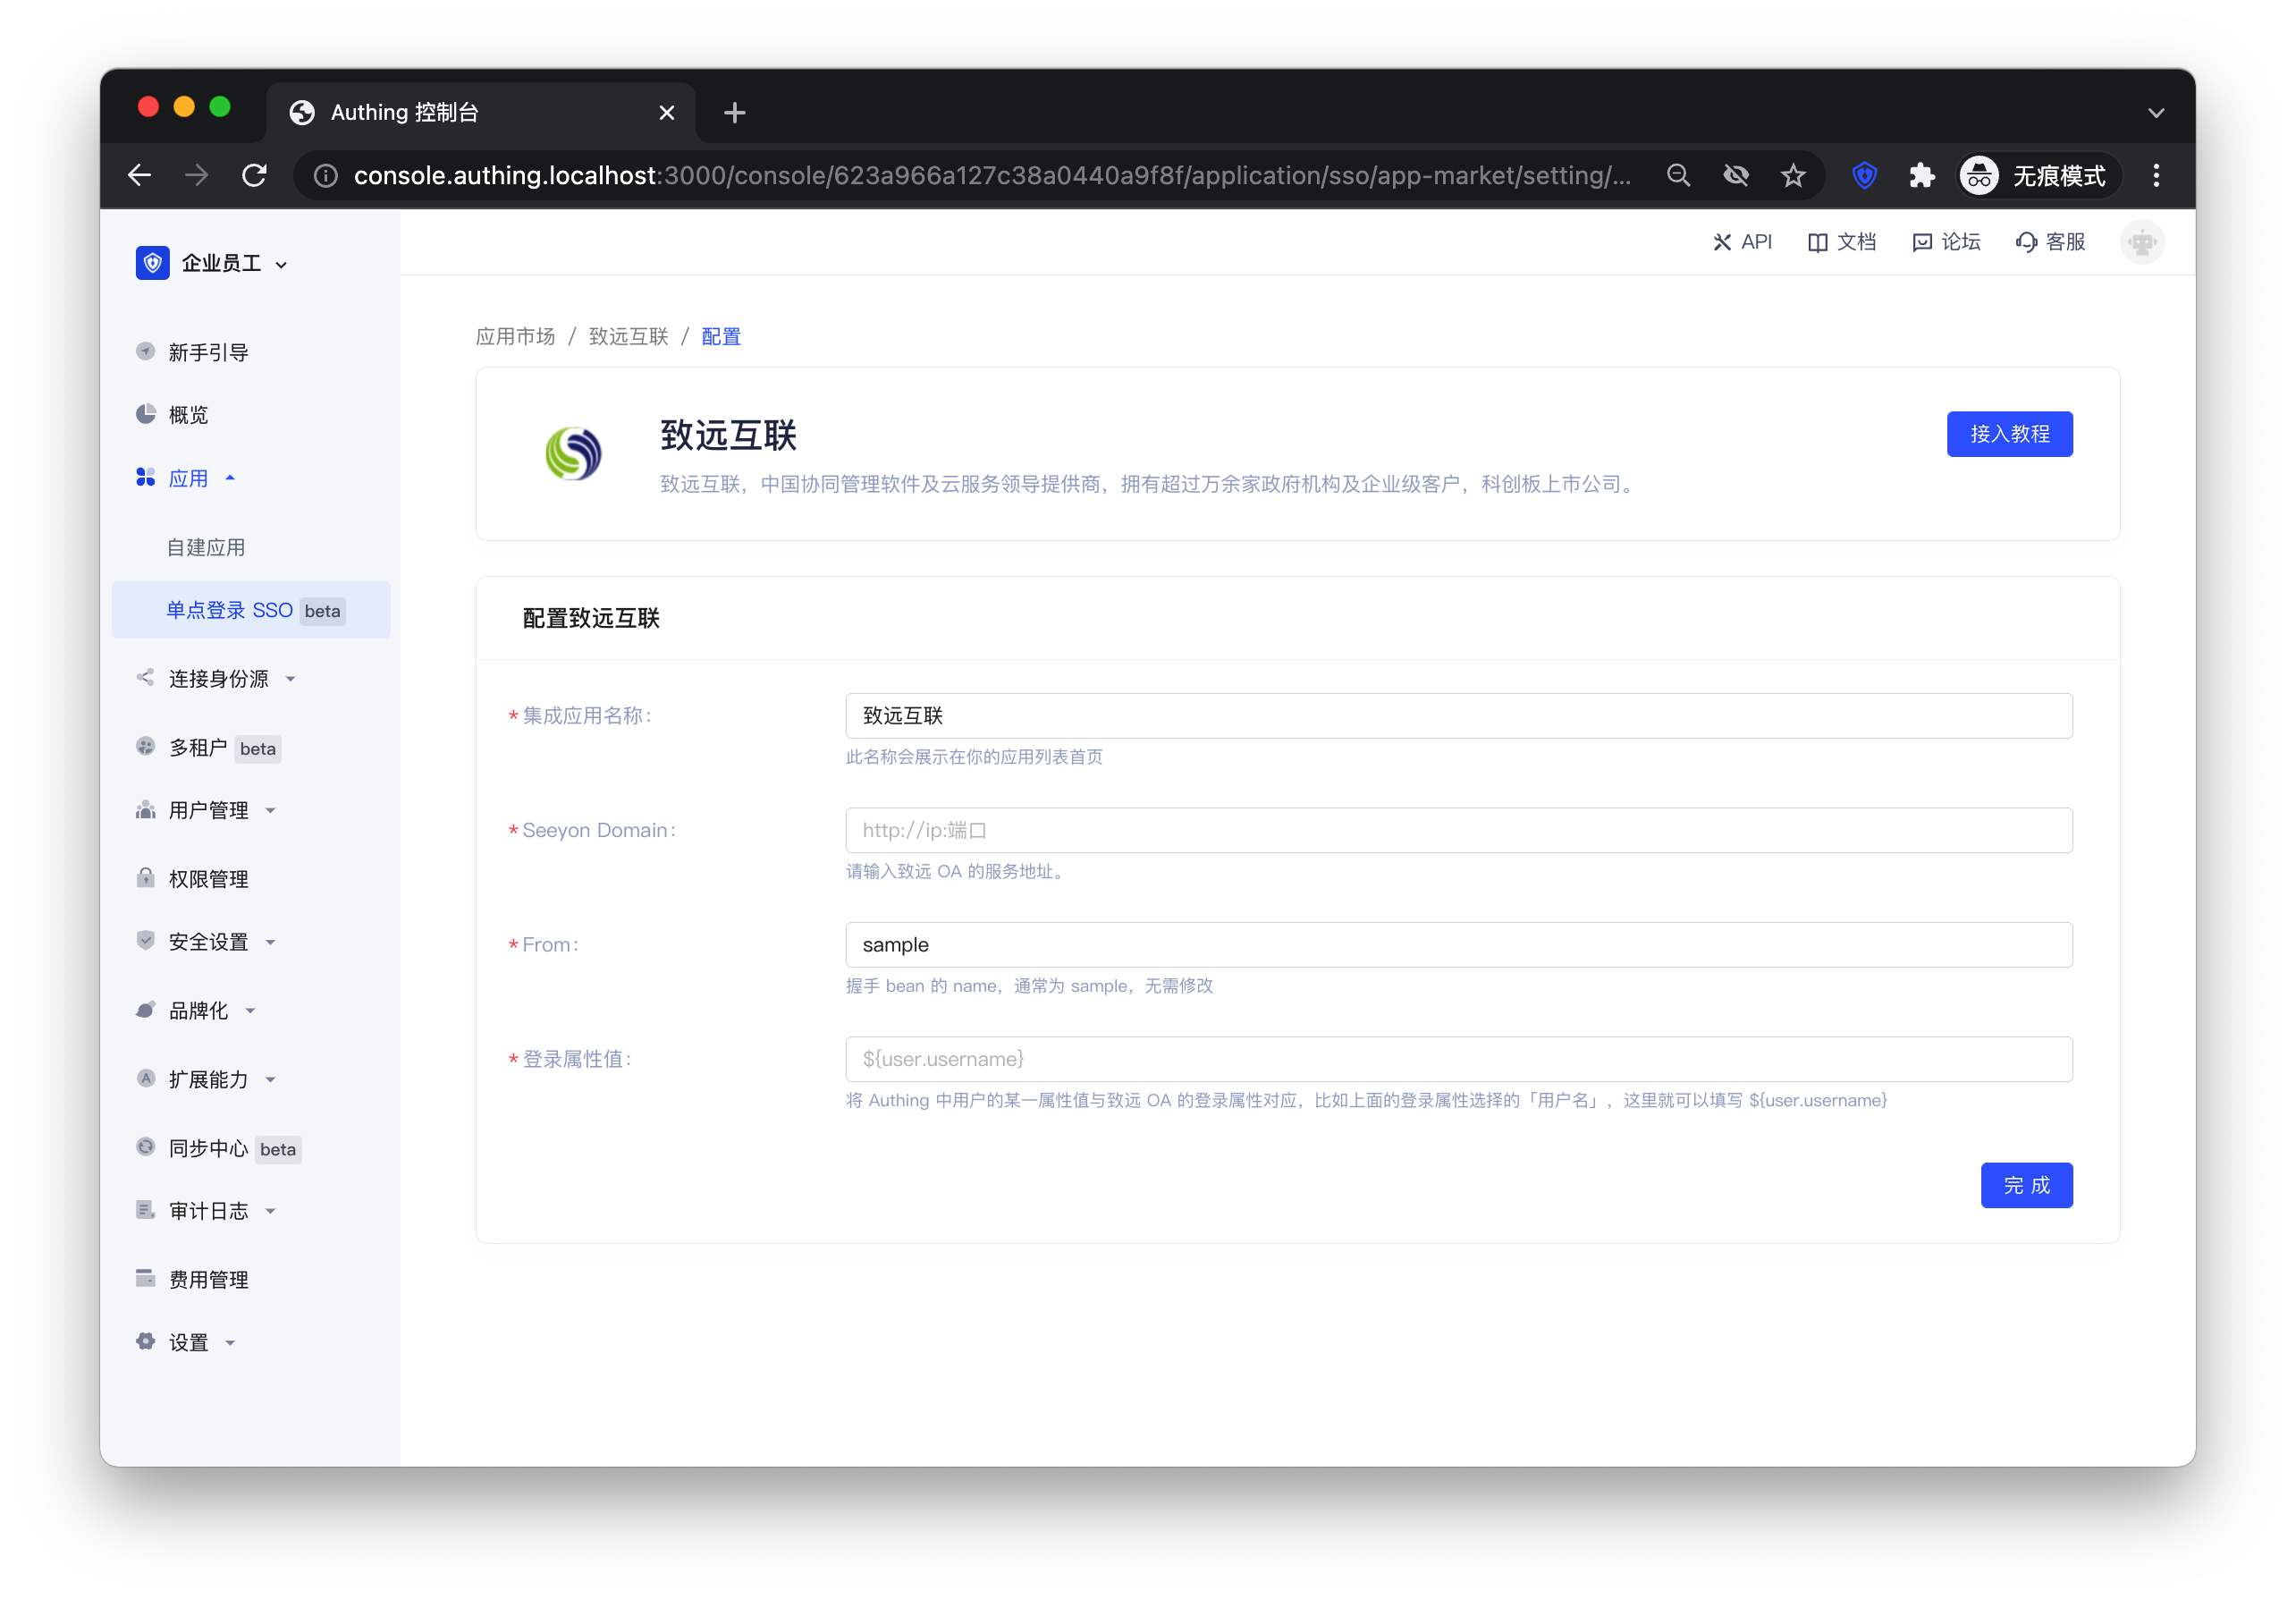 Authing 控制台
console.authing.localhost:3000/console/623a966a127c38a0440a9f8f/application/sso/app-market/setting/...
无痕模式
企业员工
API
文档
论坛
客服
新手引导
概览
应用
自建应用
单点登录 SSO beta
连接身份源
多租户 beta
用户管理
权限管理
安全设置
品牌化
扩展能力
同步中心 beta
审计日志
费用管理
设置
应用市场 / 致远互联 / 配置
致远互联
接入教程
致远互联，中国协同管理软件及云服务领导提供商，拥有超过万余家政府机构及企业级客户，科创板上市公司。
配置致远互联
* 集成应用名称：
致远互联
此名称会展示在你的应用列表首页
* Seeyon Domain：
http://ip:端口
请输入致远 OA 的服务地址。
* From：
sample
握手 bean 的 name，通常为 sample，无需修改
* 登录属性值：
${user.username}
将 Authing 中用户的某一属性值与致远 OA 的登录属性对应，比如上面的登录属性选择的「用户名」，这里就可以填写 ${user.username}
完 成